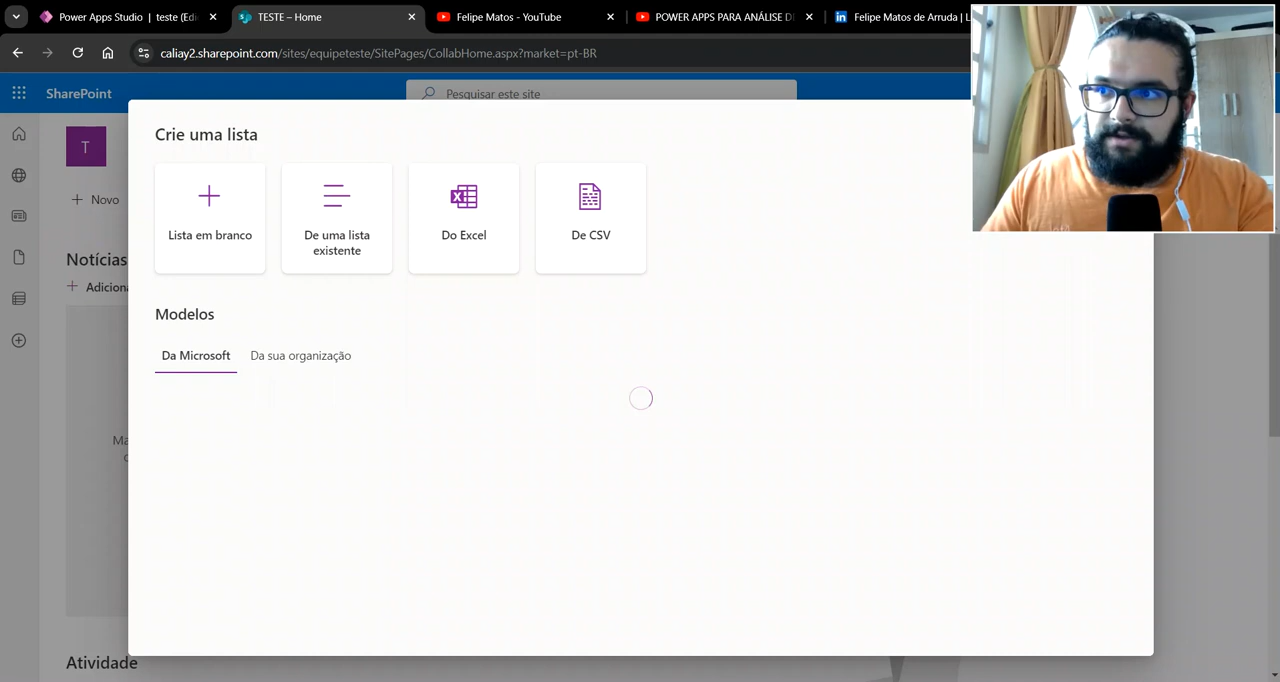 Power Apps Studio | teste (Edi
TESTE – Home
Felipe Matos - YouTube
POWER APPS PARA ANÁLISE D
Felipe Matos de Arruda | L
caliay2.sharepoint.com/sites/equipeteste/SitePages/CollabHome.aspx?market=pt-BR
SharePoint
Pesquisar este site
T
Novo
Notícias
Adiciona
Ma
Atividade
Crie uma lista
Lista em branco
De uma lista
existente
Do Excel
De CSV
Modelos
Da Microsoft
Da sua organização